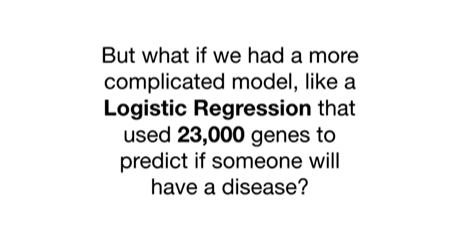 But what if we had a more
complicated model, like a
Logistic Regression that
used 23,000 genes to
predict if someone will
have a disease?